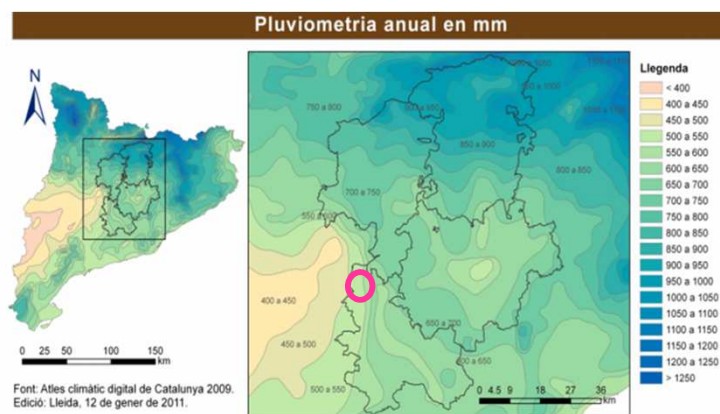 Pluviometria anual en mm
N
Llegenda
< 400
400 a 450
450 a 500
500 a 550
550 a 600
600 a 650
650 a 700
700 a 750
750 a 800
800 a 850
850 a 900
900 a 950
950 a 1000
1000 a 1050
1050 a 1100
1100 a 1150
1150 a 1200
1200 a 1250
> 1250
750 a 800
850 a 900
800 a 850
700 a 750
400 a 450
450 a 500
500 a 550
650 a 700
0 25 50 100 150
km
0 4.5 9 18 27 36
km
Font: Atles climàtic digital de Catalunya 2009.
Edició: Lleida, 12 de gener de 2011.